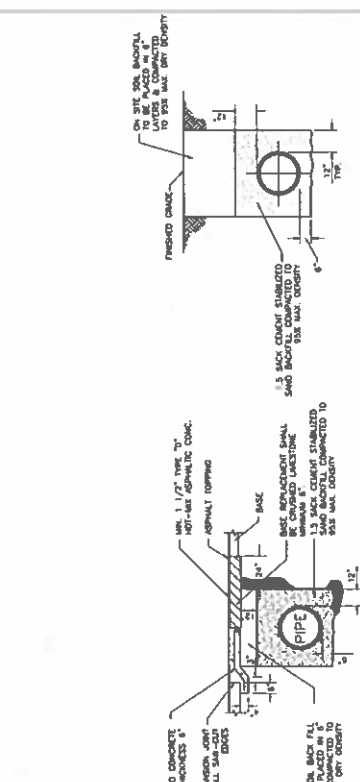 FINISHED GRADE
ON SITE SOIL BACKFILL
TO BE PLACED IN 6"
LAYERS & COMPACTED
TO 95% MAX. DRY DENSITY
12"
12"
TYP.
6"
1.5 SACK CEMENT STABILIZED
SAND BACKFILL COMPACTED TO
95% MAX. DENSITY
MIN. 1 1/2" TYPE "D"
HOT-MIX ASPHALTIC CONC.
ASPHALT TOPPING
BASE
24"
BASE REPLACEMENT SHALL
BE CRUSHED LIMESTONE
MINIMUM 6"
1.5 SACK CEMENT STABILIZED
SAND BACKFILL COMPACTED TO
95% MAX. DENSITY
12"
PIPE
CONCRETE
6"
JOINT
SAW-CUT
EDGES
BACK FILL
PLACED IN 6"
COMPACTED TO
DRY DENSITY